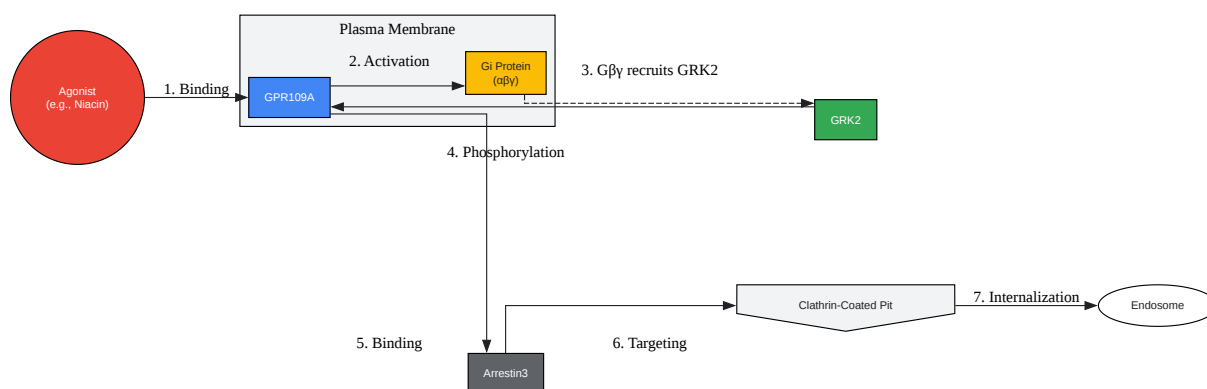 Plasma Membrane
Agonist
(e.g., Niacin)
1. Binding
GPR109A
2. Activation
Gi Protein
(αβγ)
3. Gβγ recruits GRK2
GRK2
4. Phosphorylation
5. Binding
Arrestin3
6. Targeting
Clathrin-Coated Pit
7. Internalization
Endosome